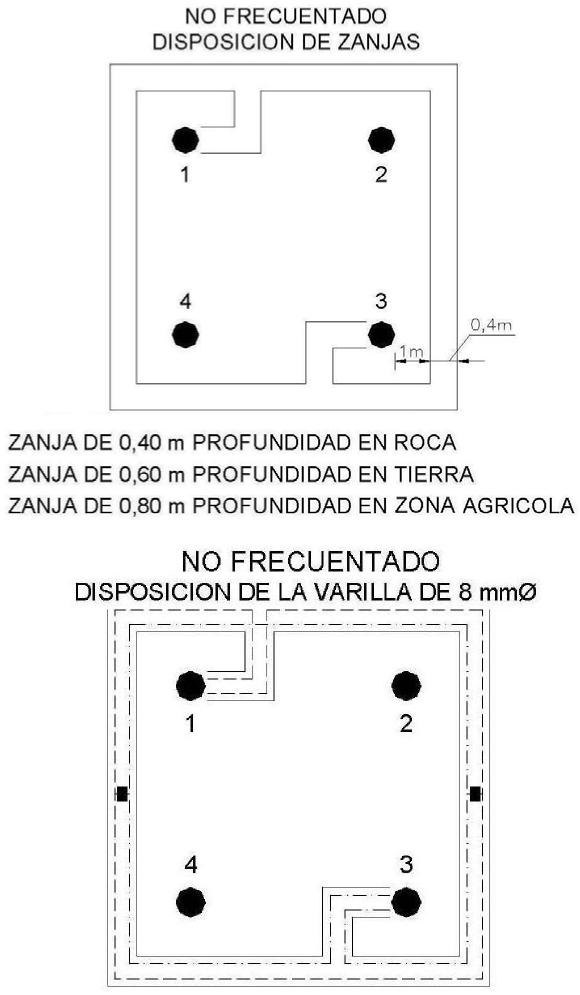 NO FRECUENTADO
DISPOSICION DE ZANJAS
1
2
4
3
0,4m
1m
ZANJA DE 0,40 m PROFUNDIDAD EN ROCA
ZANJA DE 0,60 m PROFUNDIDAD EN TIERRA
ZANJA DE 0,80 m PROFUNDIDAD EN ZONA AGRICOLA
NO FRECUENTADO
DISPOSICION DE LA VARILLA DE 8 mmØ
1
2
4
3